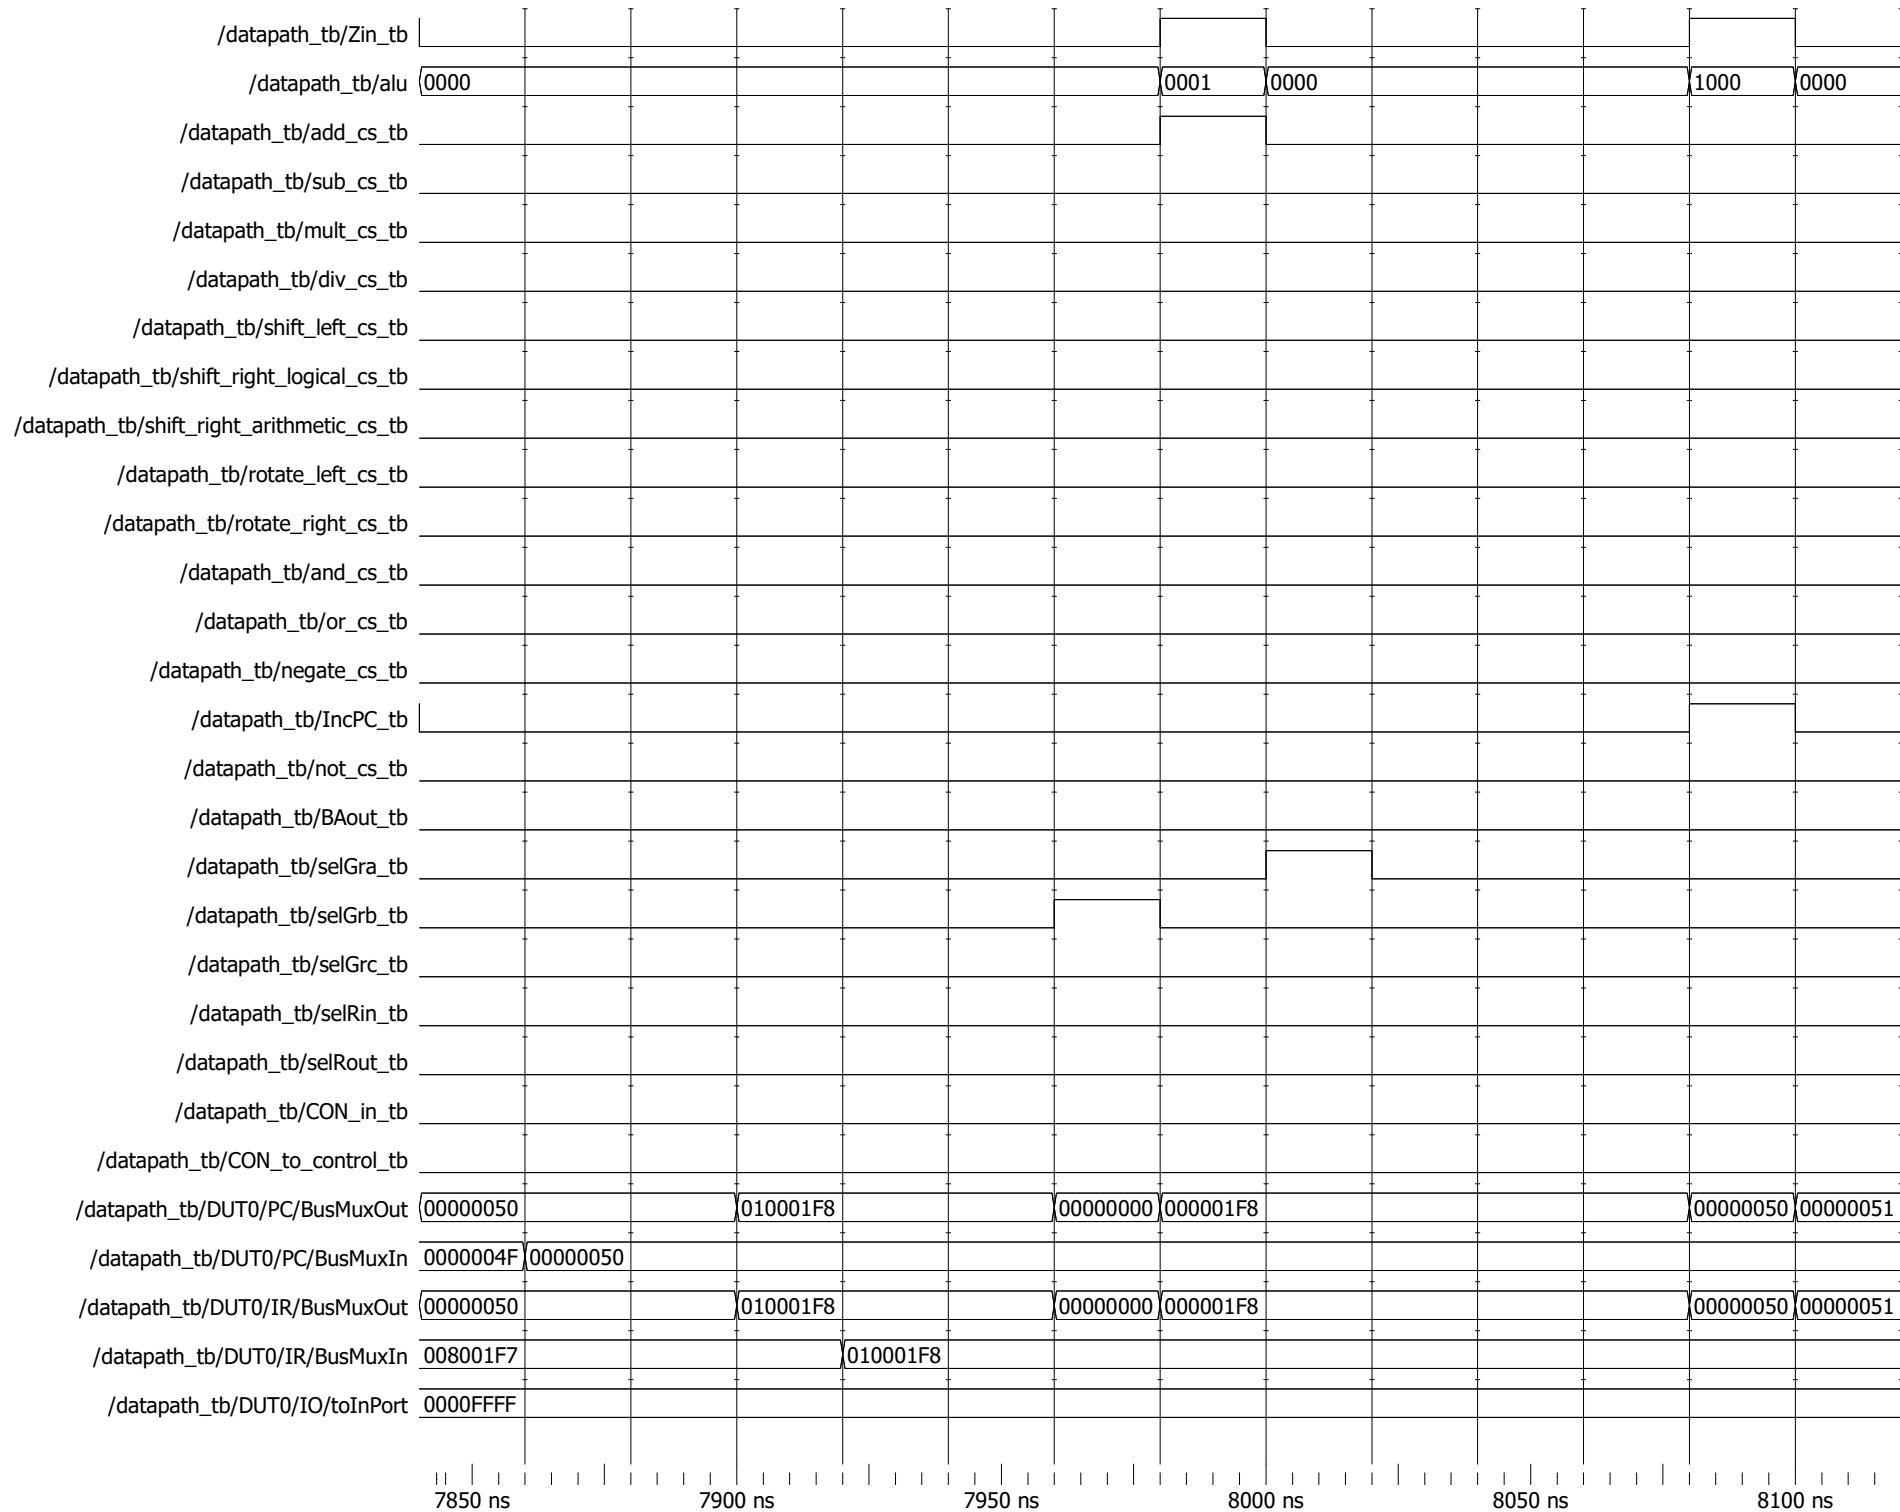 /datapath_tb/Zin_tb
/datapath_tb/alu 0000 0001 0000 1000 0000
/datapath_tb/add_cs_tb
/datapath_tb/sub_cs_tb
/datapath_tb/mult_cs_tb
/datapath_tb/div_cs_tb
/datapath_tb/shift_left_cs_tb
/datapath_tb/shift_right_logical_cs_tb
/datapath_tb/shift_right_arithmetic_cs_tb
/datapath_tb/rotate_left_cs_tb
/datapath_tb/rotate_right_cs_tb
/datapath_tb/and_cs_tb
/datapath_tb/or_cs_tb
/datapath_tb/negate_cs_tb
/datapath_tb/IncPC_tb
/datapath_tb/not_cs_tb
/datapath_tb/BAout_tb
/datapath_tb/selGra_tb
/datapath_tb/selGrb_tb
/datapath_tb/selGrc_tb
/datapath_tb/selRin_tb
/datapath_tb/selRout_tb
/datapath_tb/CON_in_tb
/datapath_tb/CON_to_control_tb
/datapath_tb/DUT0/PC/BusMuxOut 00000050 010001F8 00000000 000001F8 00000050 00000051
/datapath_tb/DUT0/PC/BusMuxIn 0000004F 00000050
/datapath_tb/DUT0/IR/BusMuxOut 00000050 010001F8 00000000 000001F8 00000050 00000051
/datapath_tb/DUT0/IR/BusMuxIn 008001F7 010001F8
/datapath_tb/DUT0/IO/toInPort 0000FFFF
7850 ns 7900 ns 7950 ns 8000 ns 8050 ns 8100 ns